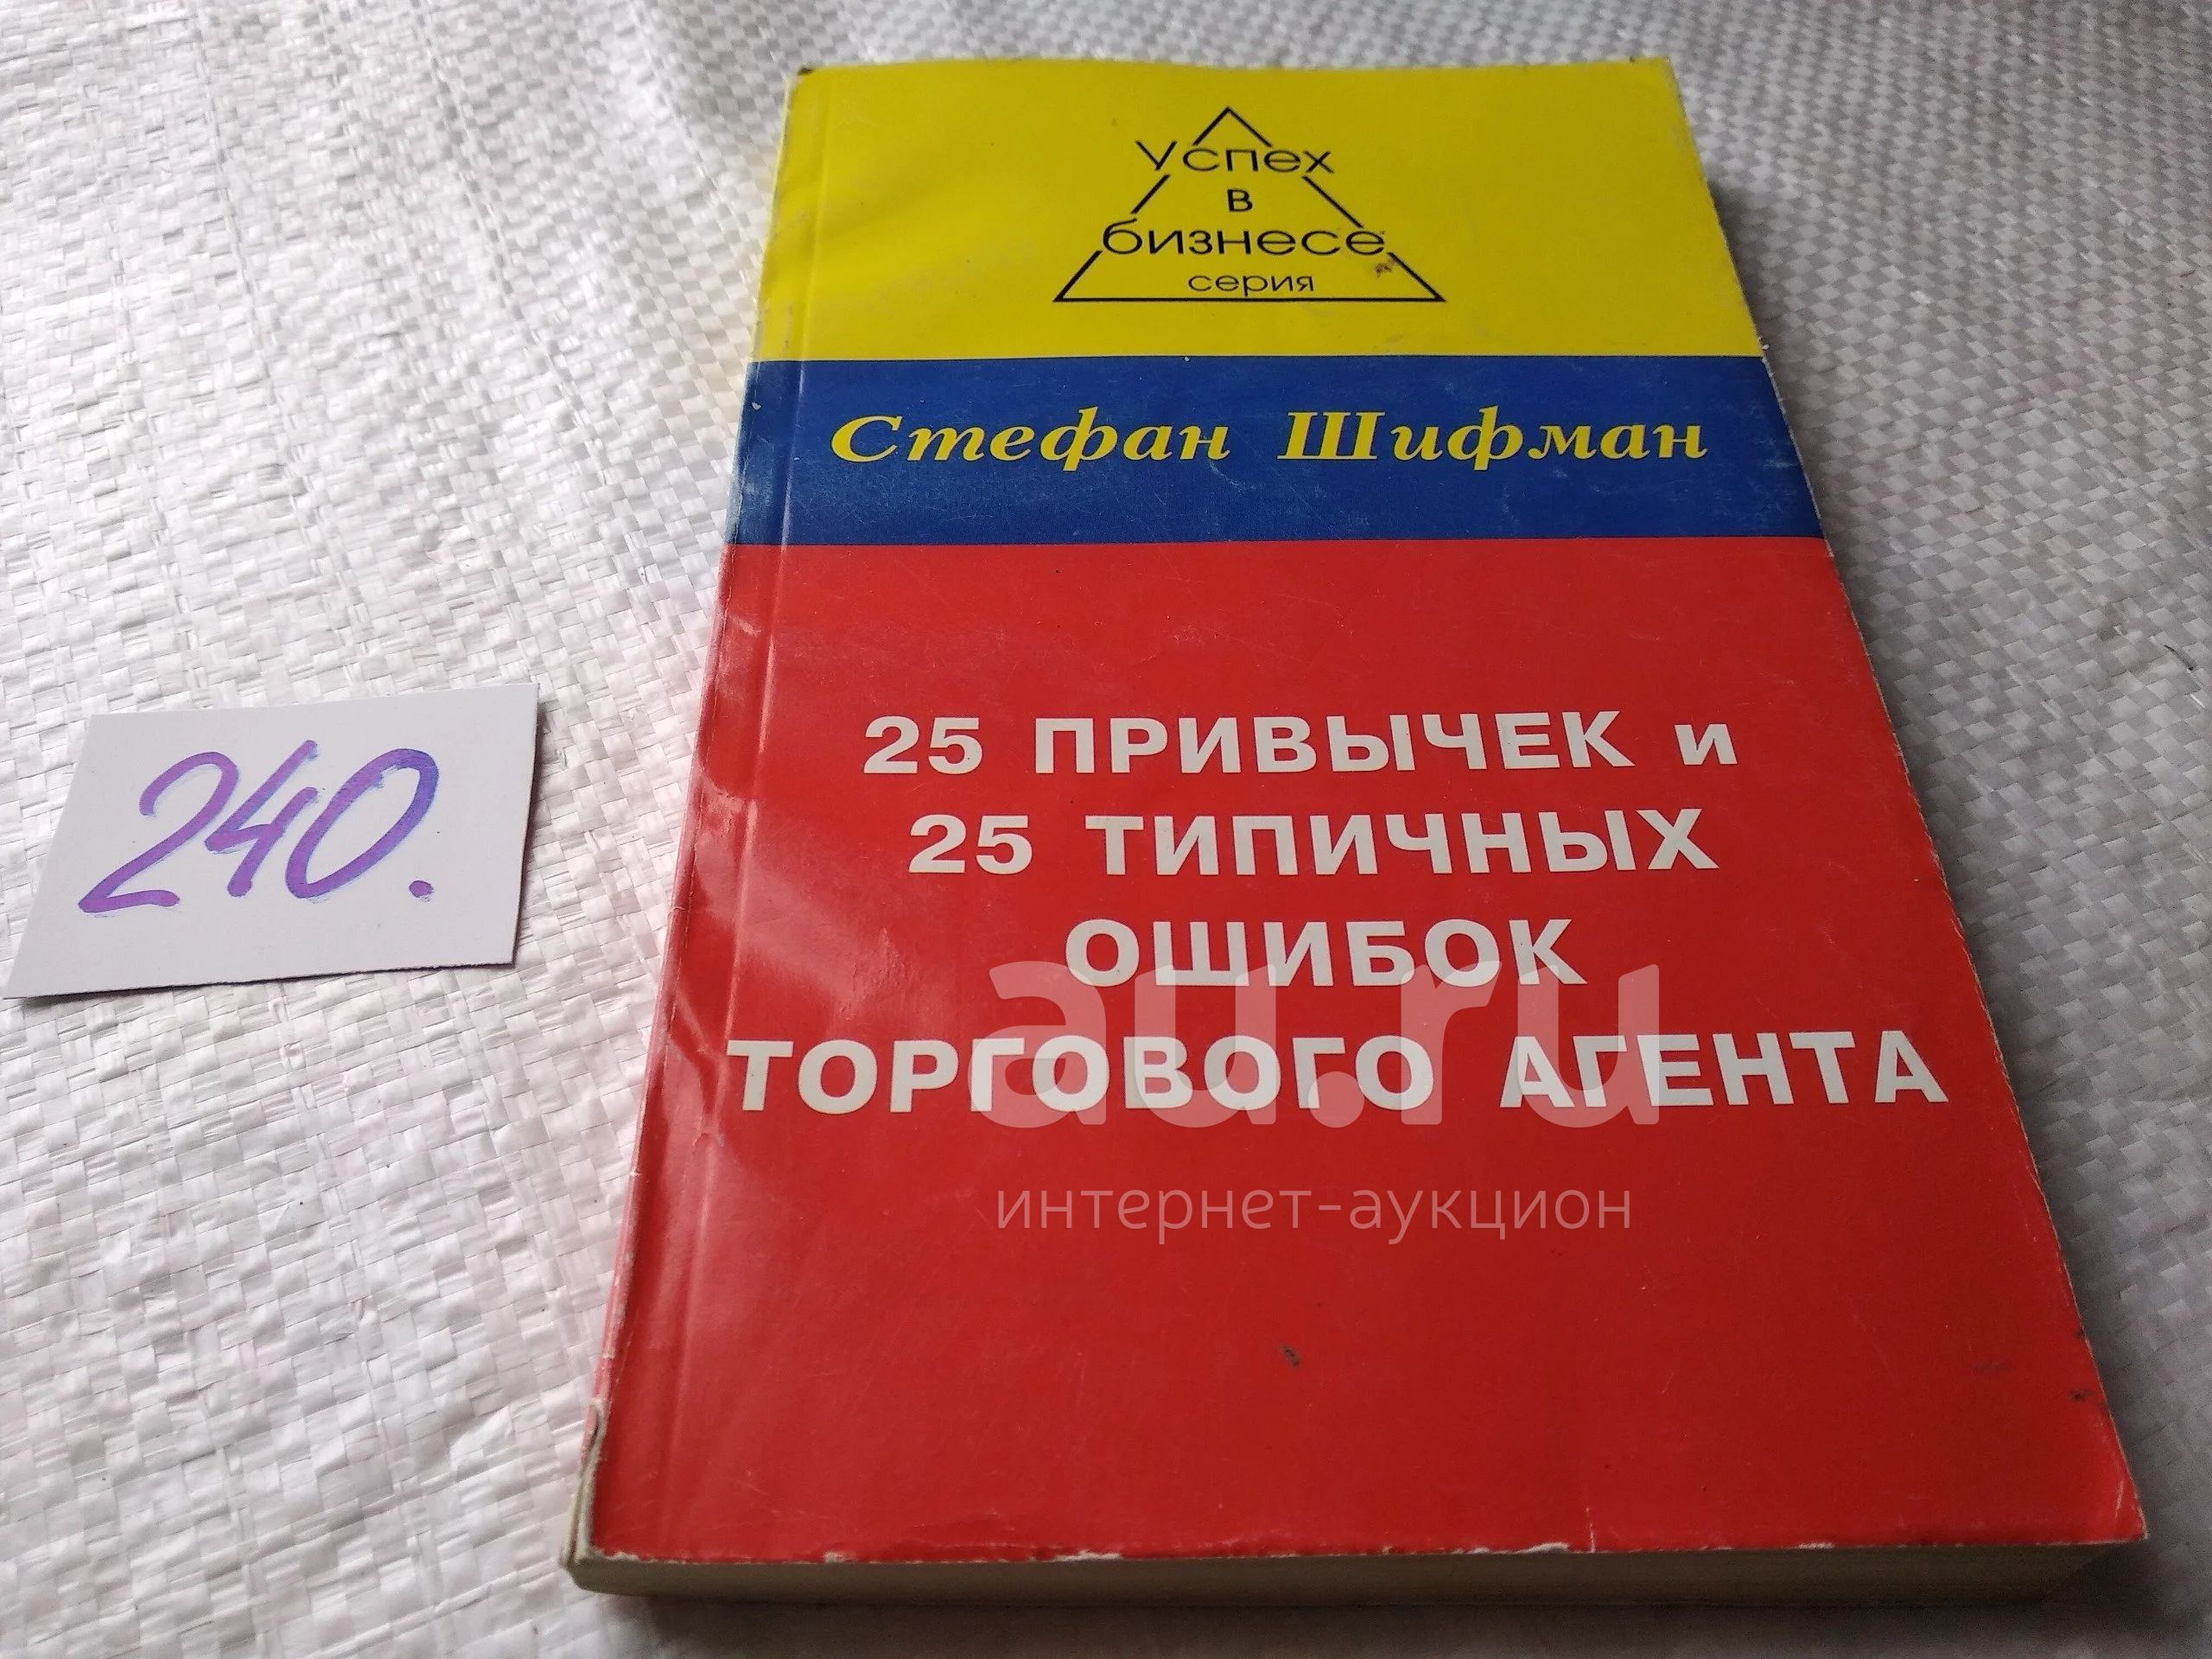 Успех
в
бизнесе
серия
Стефан Шифман
25 ПРИВЫЧЕК и
25 ТИПИЧНЫХ
ОШИБОК
ТОРГОВОГО АГЕНТА
240.
au.ru
интернет-аукцион